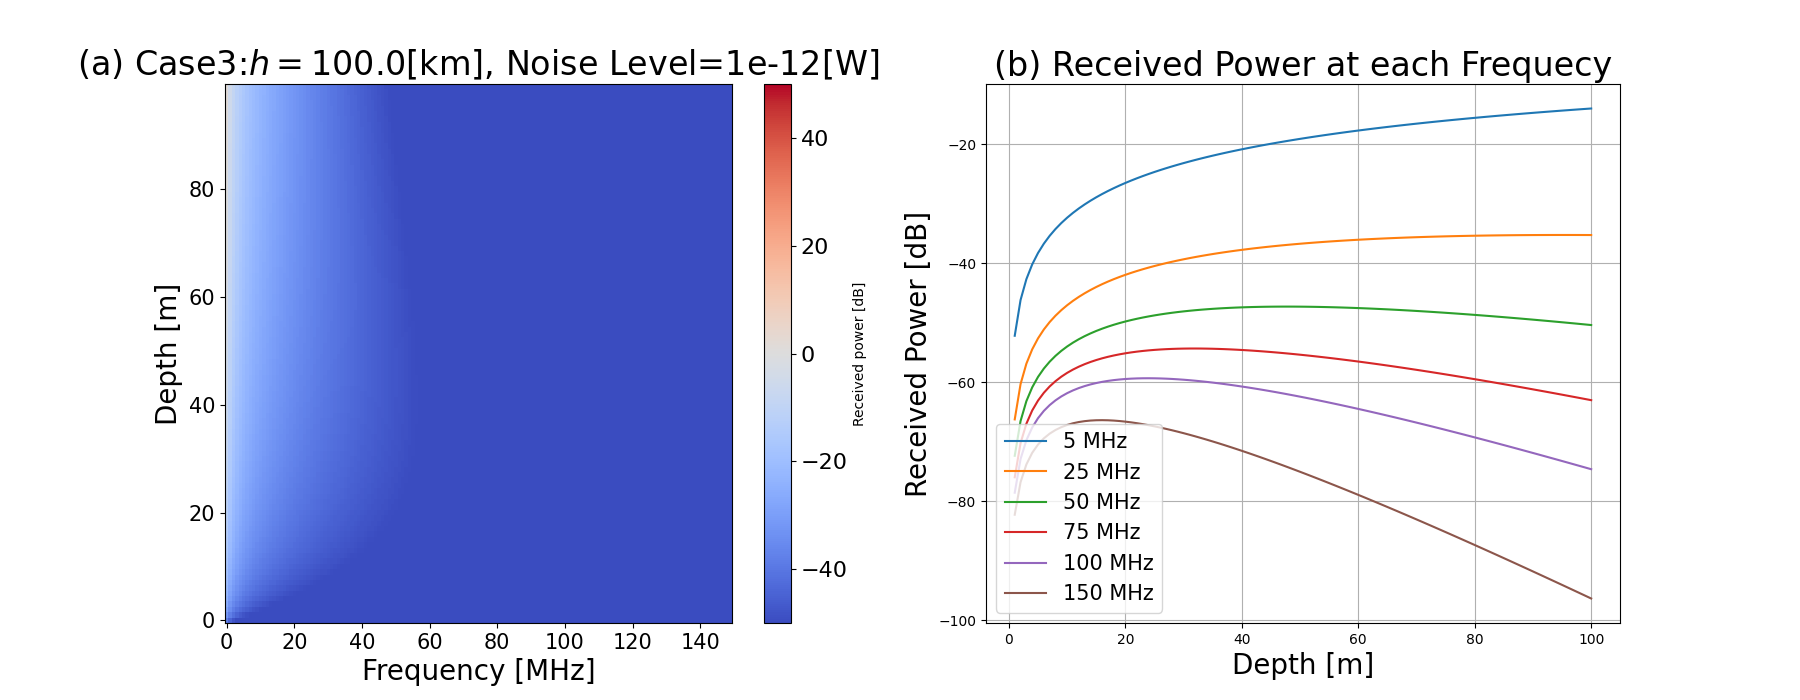 (a) Case3:h = 100.0[km], Noise Level=1e-12[W]
80
60
40
20
0
Depth [m]
0 20 40 60 80 100 120 140
Frequency [MHz]
40
20
0
−20
−40
Received power [dB]
(b) Received Power at each Frequecy
−20
−40
−60
−80
−100
Received Power [dB]
5 MHz
25 MHz
50 MHz
75 MHz
100 MHz
150 MHz
0 20 40 60 80 100
Depth [m]